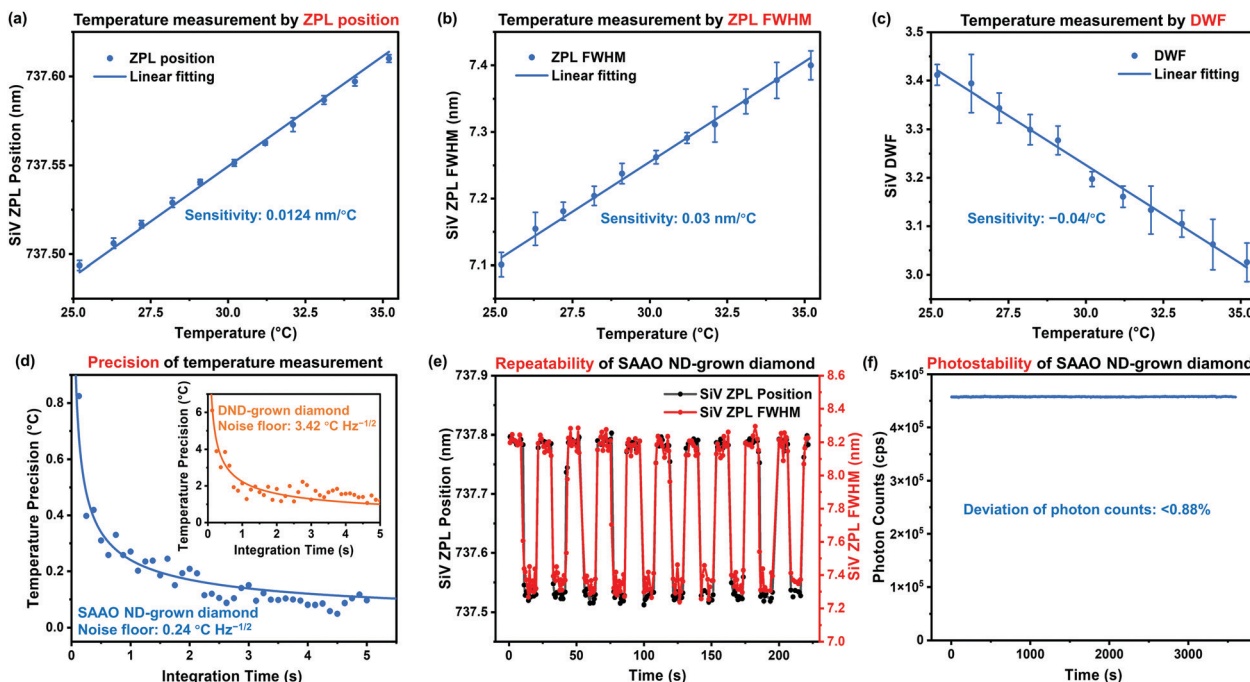 (a) Temperature measurement by ZPL position
737.60
737.55
737.50
SiV ZPL Position (nm)
ZPL position
Linear fitting
Sensitivity: 0.0124 nm/°C
25.0 27.5 30.0 32.5 35.0
Temperature (°C)
(b) Temperature measurement by ZPL FWHM
7.4
7.3
7.2
7.1
SiV ZPL FWHM (nm)
ZPL FWHM
Linear fitting
Sensitivity: 0.03 nm/°C
25.0 27.5 30.0 32.5 35.0
Temperature (°C)
(c) Temperature measurement by DWF
3.5
3.4
3.3
3.2
3.1
3.0
SiV DWF
DWF
Linear fitting
Sensitivity: −0.04/°C
25.0 27.5 30.0 32.5 35.0
Temperature (°C)
(d) Precision of temperature measurement
0.8
0.6
0.4
0.2
0.0
Temperature Precision (°C)
DND-grown diamond
Noise floor: 3.42 °C Hz−1/2
6
4
2
0
Temperature Precision (°C)
0 1 2 3 4 5
Integration Time (s)
SAAO ND-grown diamond
Noise floor: 0.24 °C Hz−1/2
0 1 2 3 4 5
Integration Time (s)
(e) Repeatability of SAAO ND-grown diamond
737.9
737.8
737.7
737.6
737.5
SiV ZPL Position (nm)
SiV ZPL Position
SiV ZPL FWHM
8.6
8.4
8.2
8.0
7.8
7.6
7.4
7.2
7.0
SiV ZPL FWHM (nm)
0 50 100 150 200
Time (s)
(f) Photostability of SAAO ND-grown diamond
5×10⁵
4×10⁵
3×10⁵
2×10⁵
1×10⁵
0
Photon Counts (cps)
Deviation of photon counts: <0.88%
0 1000 2000 3000
Time (s)